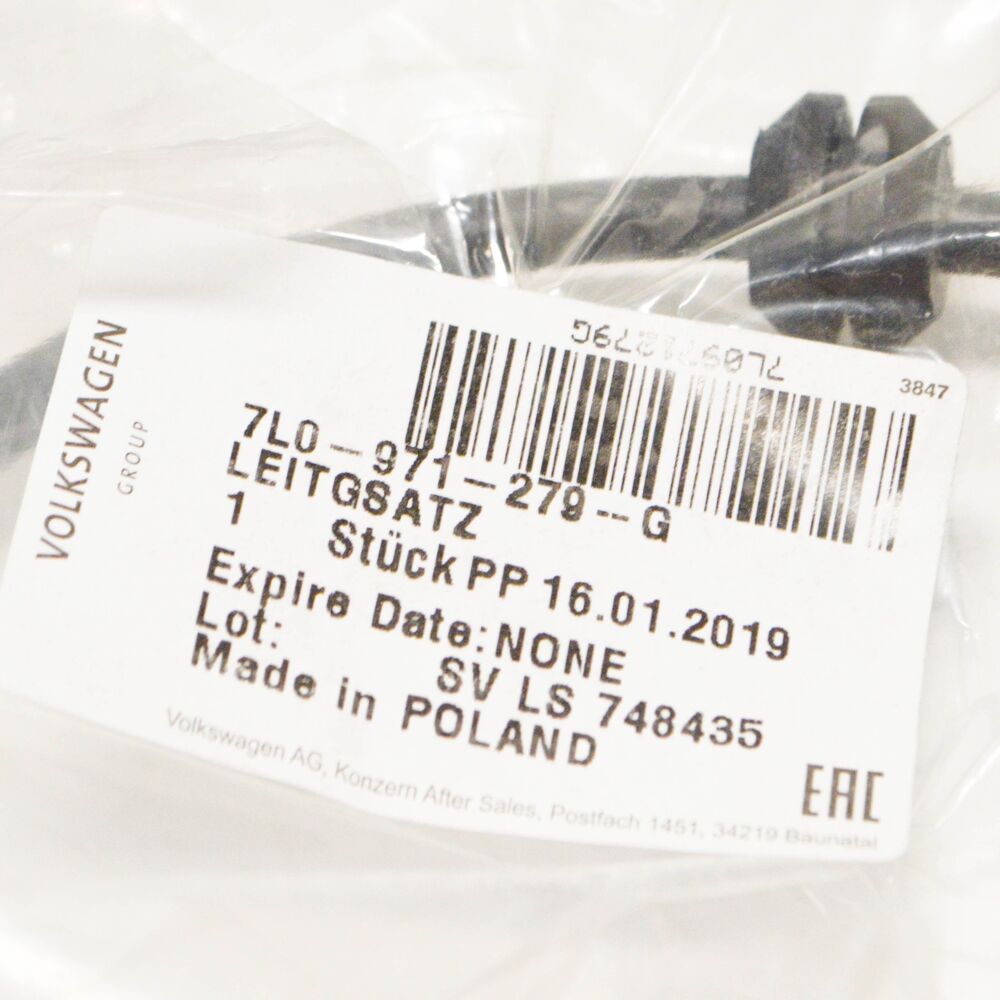 VOLKSWAGEN
GROUP
7L0971279G
3847
7L0-971-279--G
LEITGSATZ
1 Stück PP 16.01.2019
Expire Date:NONE
Lot: SV LS 748435
Made in POLAND
Volkswagen AG, Konzern After Sales, Postfach 1451, 34219 Baunatal
EAC